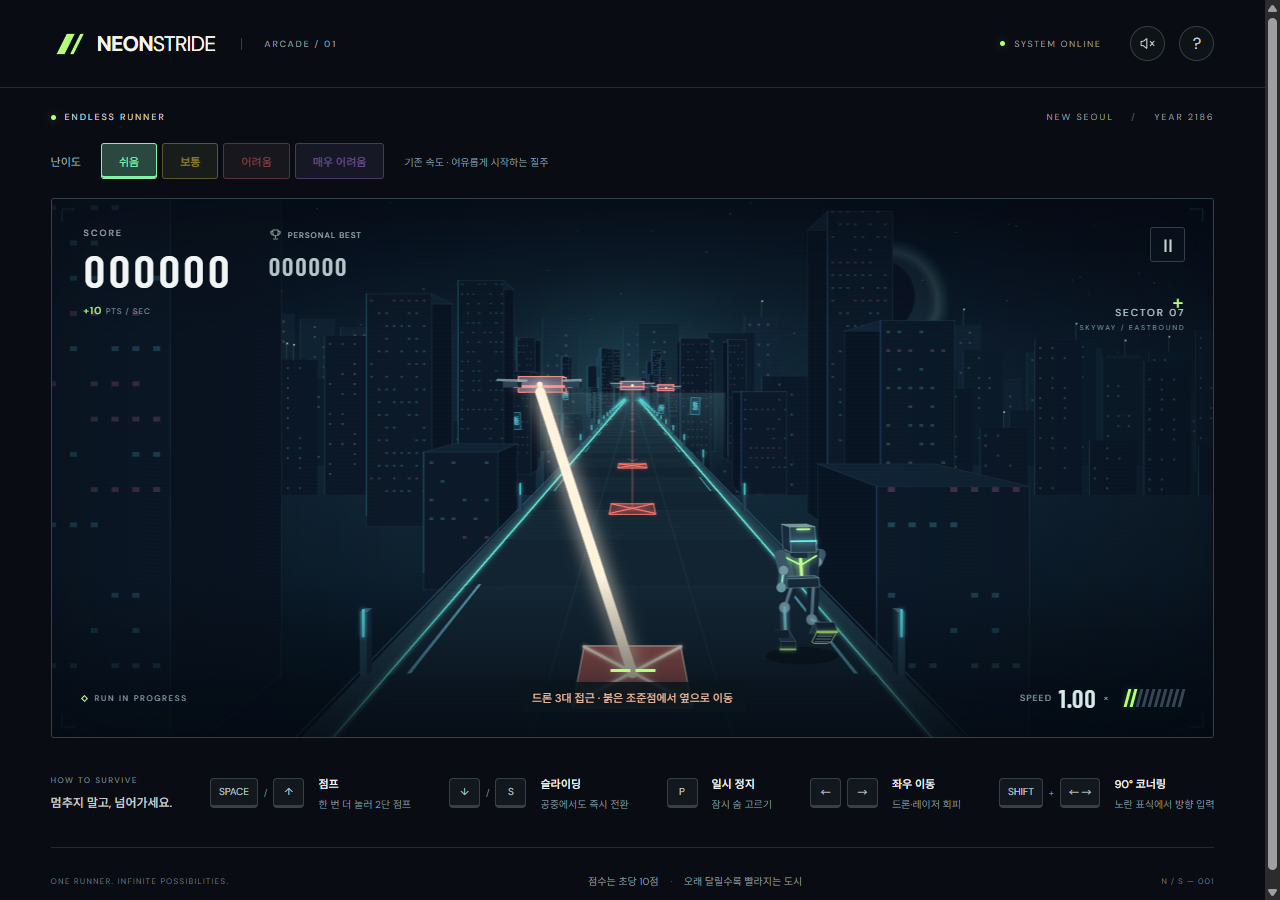 NEONSTRIDE
ARCADE / 01
SYSTEM ONLINE
?
ENDLESS RUNNER
NEW SEOUL / YEAR 2186
난이도
쉬움
보통
어려움
매우 어려움
기존 속도 · 여유롭게 시작하는 질주
SCORE
000000
+10 PTS / SEC
PERSONAL BEST
000000
SECTOR 07
SKYWAY / EASTBOUND
RUN IN PROGRESS
드론 3대 접근 · 붉은 조준점에서 옆으로 이동
SPEED 1.00 ×
HOW TO SURVIVE
멈추지 말고, 넘어가세요.
SPACE / ↑
점프
한 번 더 눌러 2단 점프
↓ / S
슬라이딩
공중에서도 즉시 전환
P
일시 정지
잠시 숨 고르기
← →
좌우 이동
드론·레이저 회피
SHIFT + ← →
90° 코너링
노란 표식에서 방향 입력
ONE RUNNER. INFINITE POSSIBILITIES.
점수는 초당 10점 · 오래 달릴수록 빨라지는 도시
N / S — 001